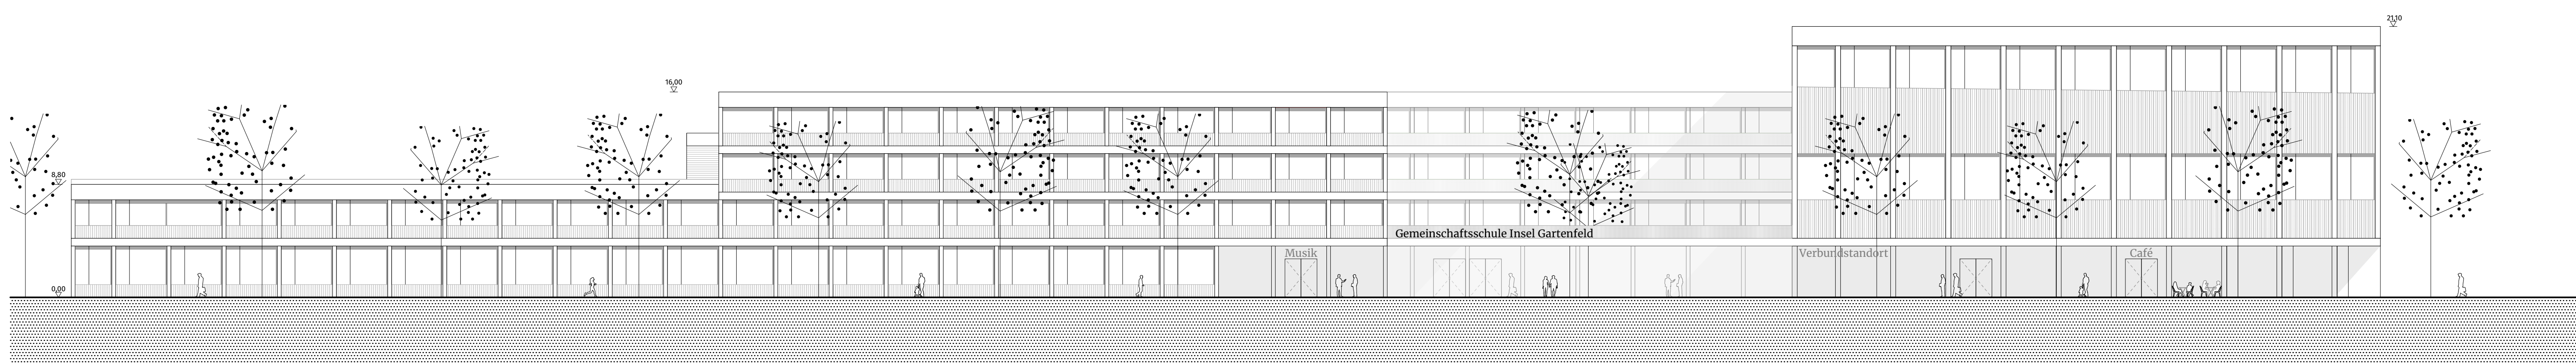 21,10
16,00
8,80
Gemeinschaftsschule Insel Gartenfeld
Musik
Verbundstandort
Café
0,00